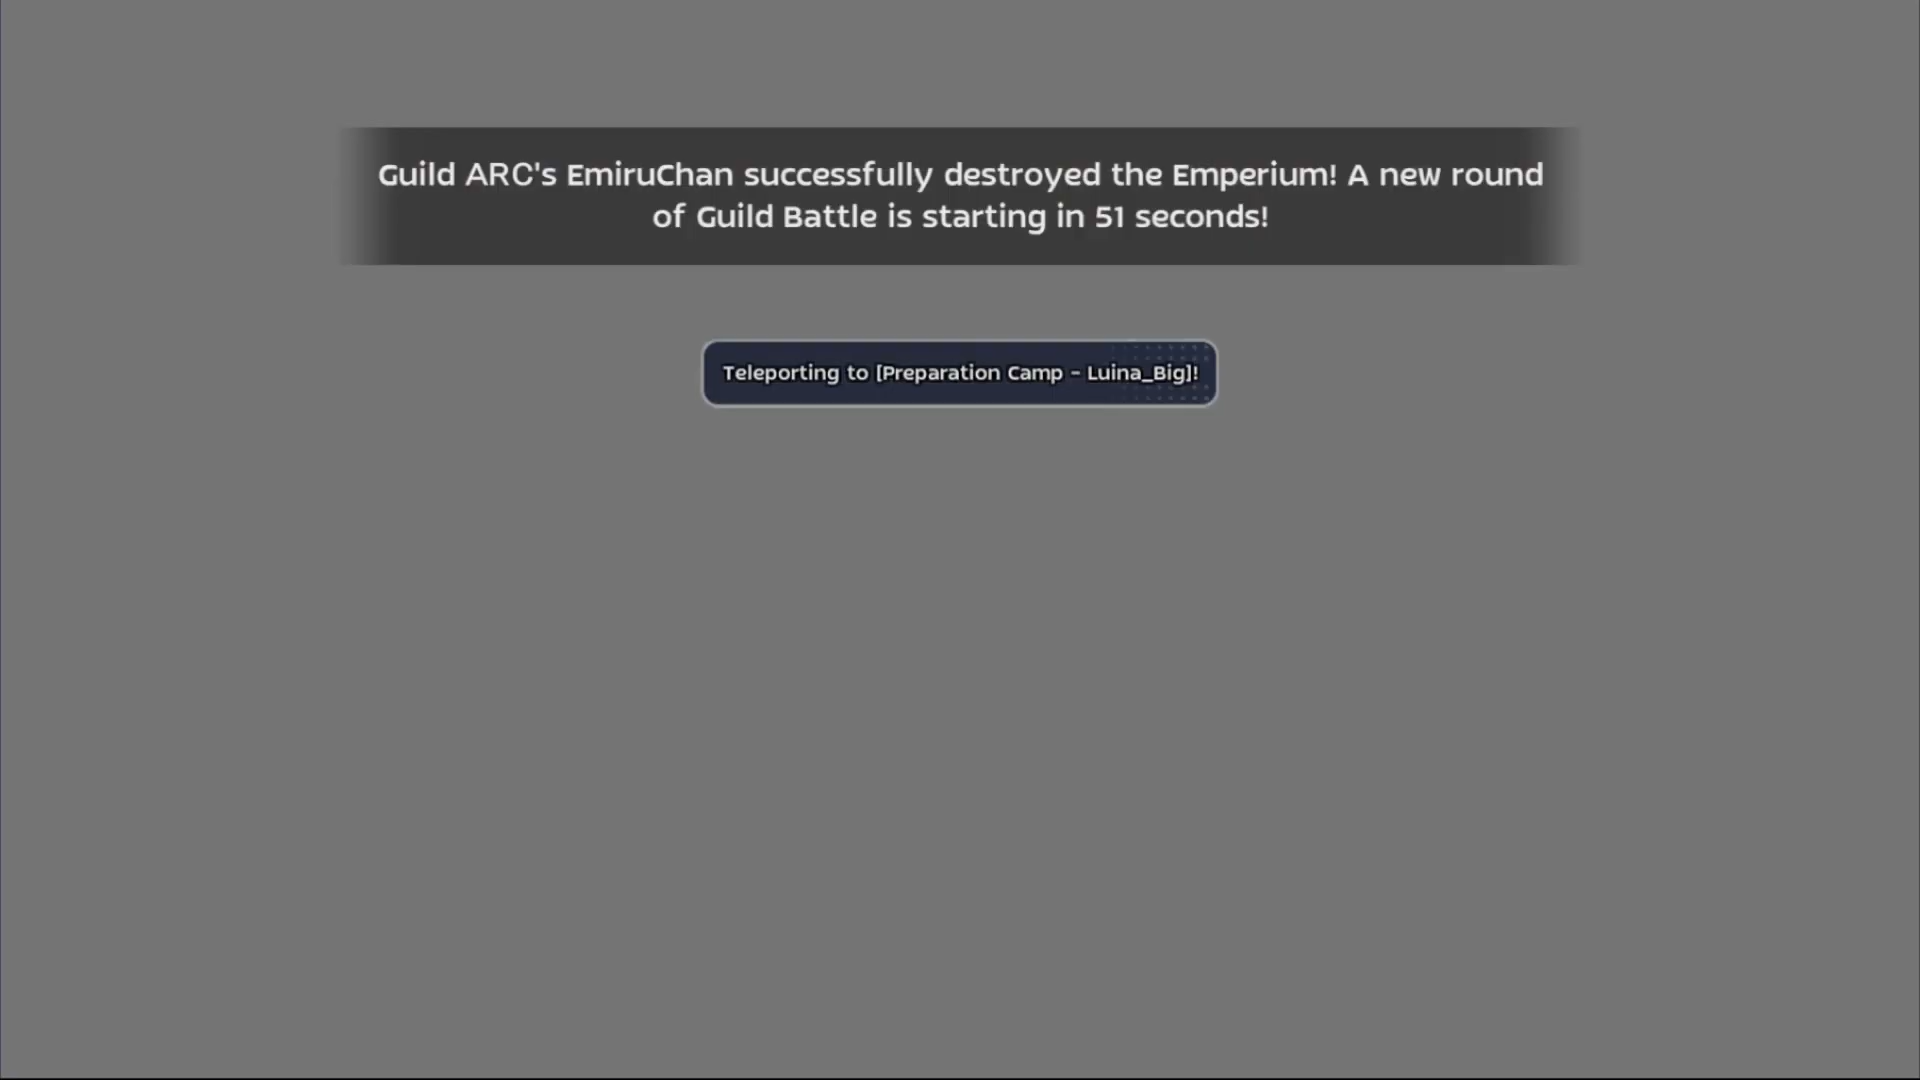 Guild ARC's EmiruChan successfully destroyed the Emperium! A new round
of Guild Battle is starting in 51 seconds!
Teleporting to [Preparation Camp - Luina_Big]!